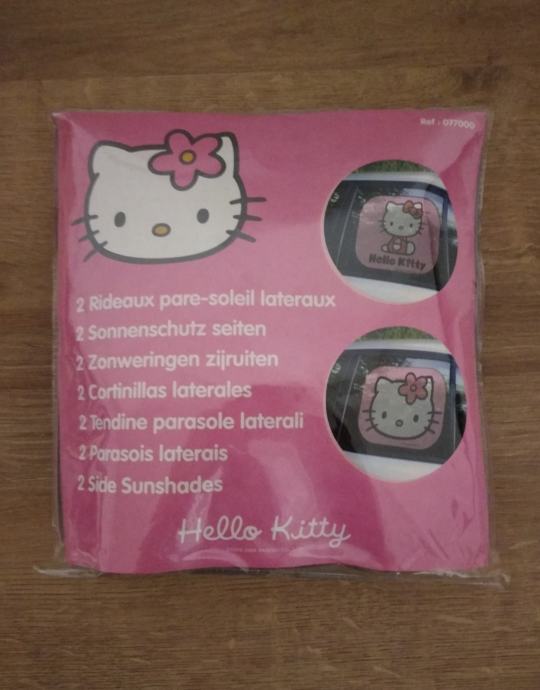 Ref : 077000
Hello Kitty
2 Rideaux pare-soleil lateraux
2 Sonnenschutz seiten
2 Zonweringen zijruiten
2 Cortinillas laterales
2 Tendine parasole laterali
2 Parasois laterais
2 Side Sunshades
Hello Kitty